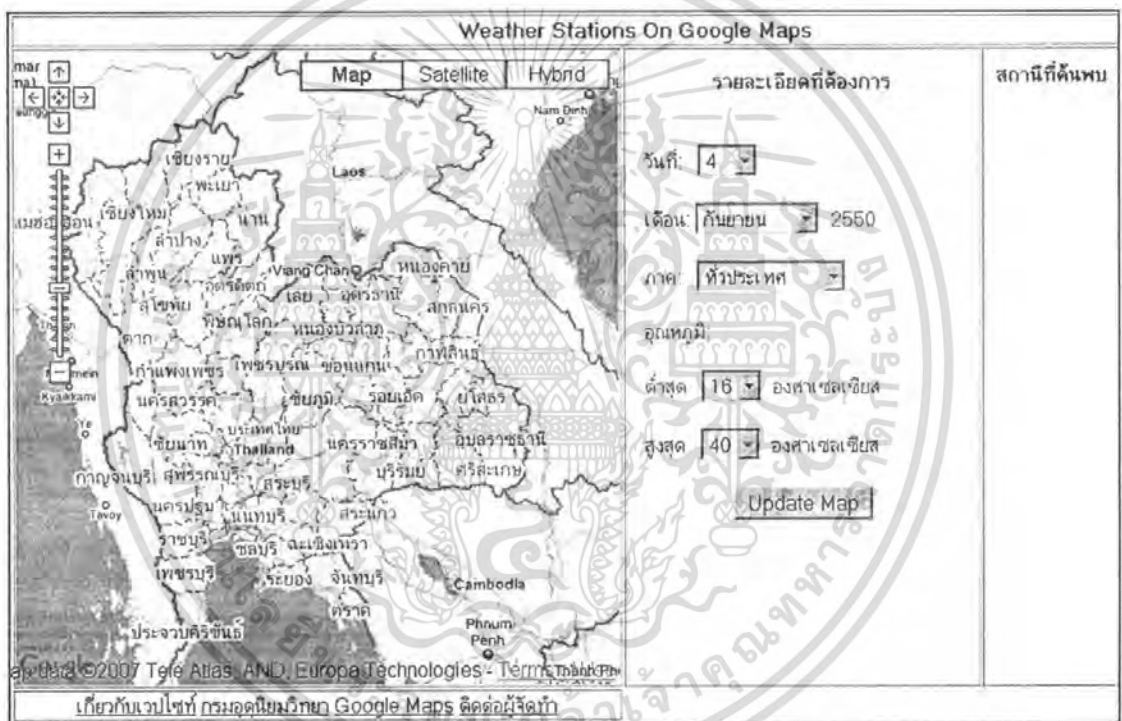 Weather Stations On Google Maps
Map Satellite Hybrid
Nam Dinh
Laos
เชียงราย
พะเยา
เชียงใหม่ น่าน
ลำปาง
แพร่
ลำพูน
อุตรดิตถ์
Viang Chan
หนองคาย
สุโขทัย
เลย อุดรธานี
สกลนคร
พิษณุโลก
หนองบัวลำภู
ตาก
กาฬสินธุ์
กำแพงเพชร เพชรบูรณ์ ขอนแก่น
Kyaikkami
นครสวรรค์
ชัยภูมิ ร้อยเอ็ด ยโสธร
Ye
ประเทศไทย
ชัยนาท Thailand นครราชสีมา อุบลราชธานี
กาญจนบุรี สุพรรณบุรี สระบุรี บุรีรัมย์ ศรีสะเกษ
Tavoy
นครปฐม นนทบุรี สระแก้ว
ราชบุรี ชลบุรี ฉะเชิงเทรา
เพชรบุรี ระยอง จันทบุรี
Cambodia
ตราด
ประจวบคีรีขันธ์
Phnum
Penh
©2007 Tele Atlas, AND, Europa Technologies - Terms
รายละเอียดที่ต้องการ
วันที่: 4
เดือน: กันยายน 2550
ภาค: ทั่วประเทศ
อุณหภูมิ
ต่ำสุด 16 องศาเซลเซียส
สูงสุด 40 องศาเซลเซียส
Update Map
สถานีที่ค้นพบ
เกี่ยวกับเวปไซท์ กรมอุตุนิยมวิทยา Google Maps ติดต่อผู้จัดทำ